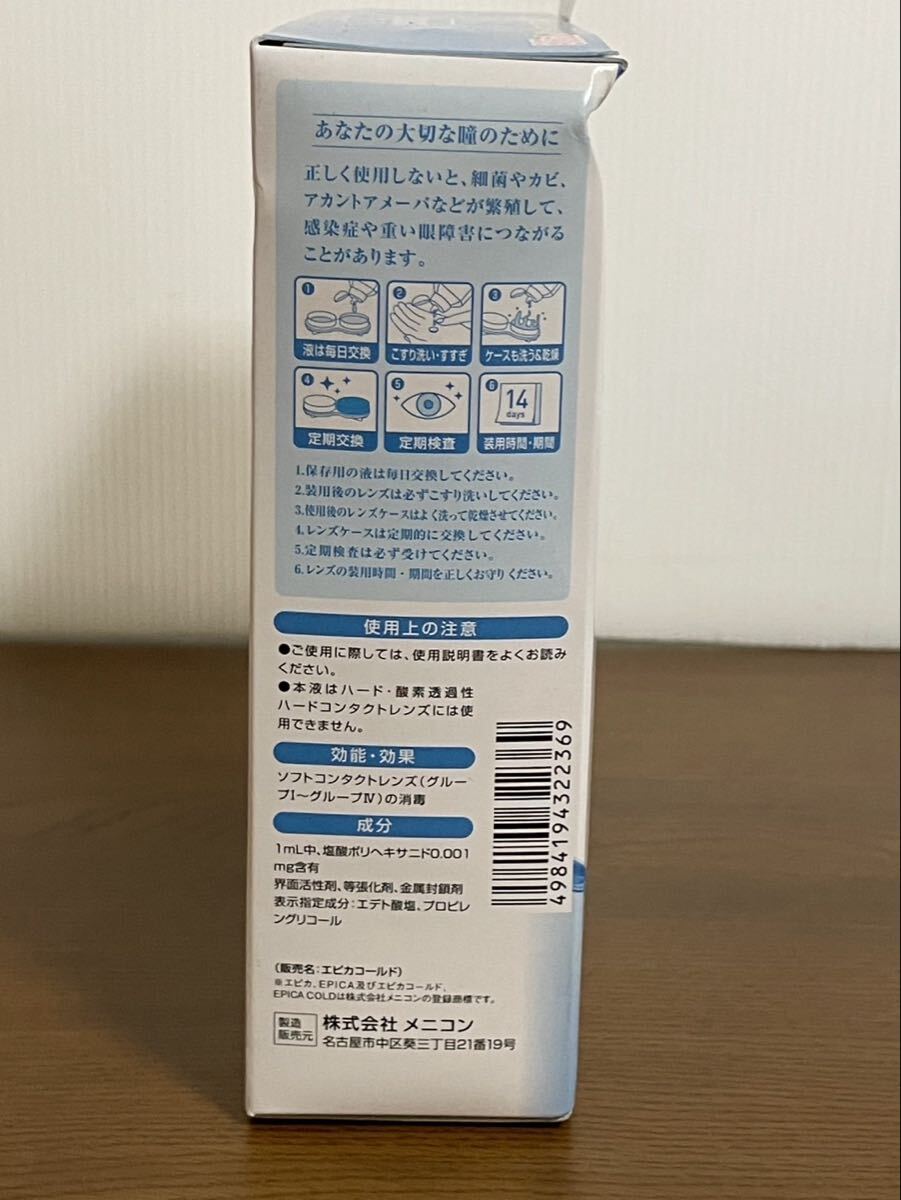 あなたの大切な瞳のために
正しく使用しないと、細菌やカビ、
アカントアメーバなどが繁殖して、
感染症や重い眼障害につながる
ことがあります。
1
液は毎日交換
2
こすり洗い・すすぎ
3
ケースも洗う&乾燥
4
定期交換
5
定期検査
6
14
days
装用時間・期間
1.保存用の液は毎日交換してください。
2.装用後のレンズは必ずこすり洗いしてください。
3.使用後のレンズケースはよく洗って乾燥させてください。
4.レンズケースは定期的に交換してください。
5.定期検査は必ず受けてください。
6.レンズの装用時間・期間を正しくお守りください。
使用上の注意
●ご使用に際しては、使用説明書をよくお読み
ください。
●本液はハード・酸素透過性
ハードコンタクトレンズには使
用できません。
効能・効果
ソフトコンタクトレンズ(グルー
プI〜グループIV)の消毒
成分
1mL中、塩酸ポリヘキサニド0.001
mg含有
界面活性剤、等張化剤、金属封鎖剤
表示指定成分:エデト酸塩、プロピレ
ングリコール
4984194322369
(販売名:エピカコールド)
※エピカ、EPICA及びエピカコールド、
EPICA COLDは株式会社メニコンの登録商標です。
製造
販売元
株式会社 メニコン
名古屋市中区葵三丁目21番19号